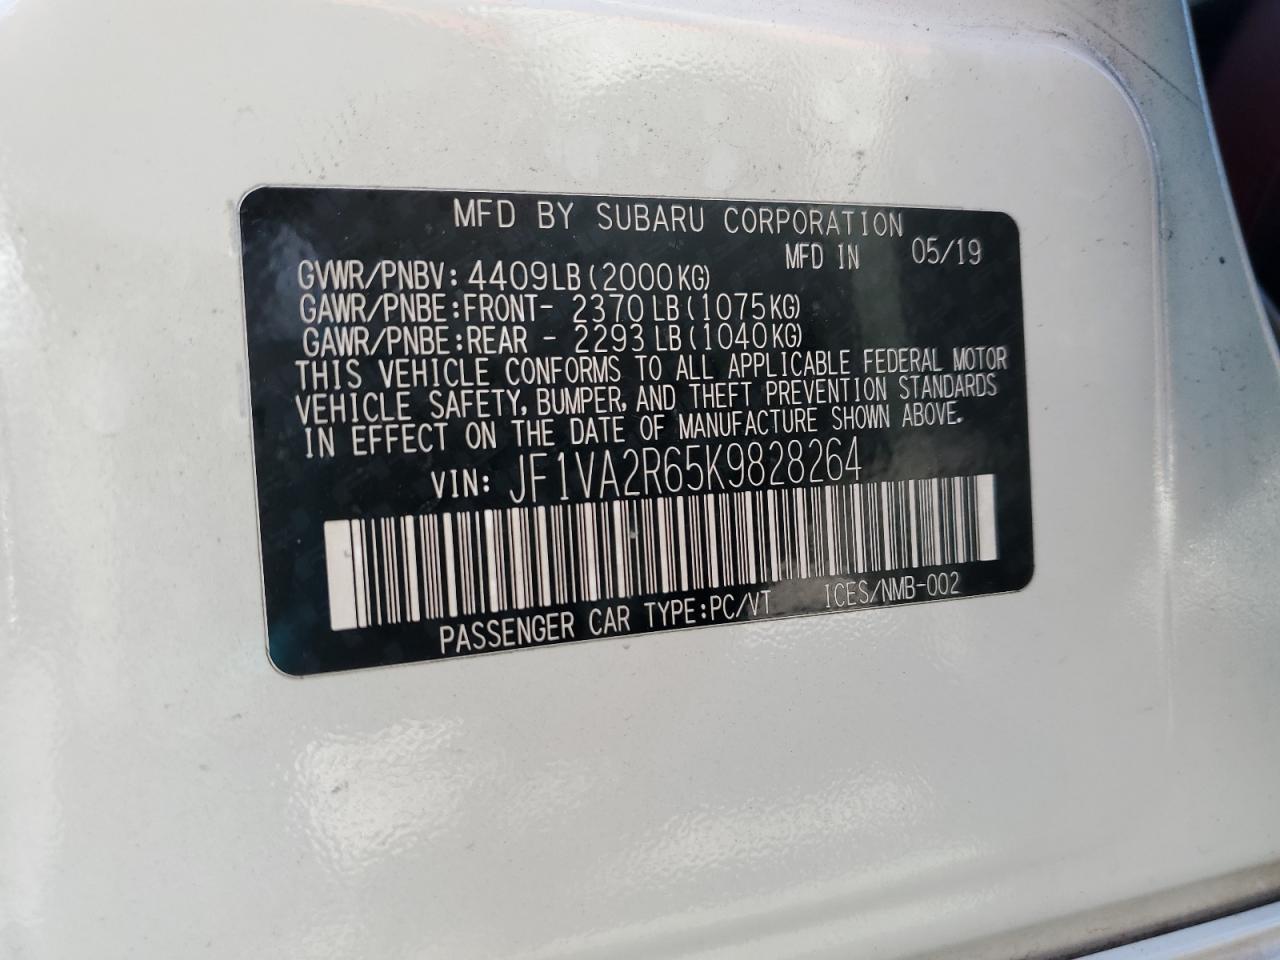 MFD BY SUBARU CORPORATION
MFD IN 05/19
GVWR/PNBV: 4409LB(2000KG)
GAWR/PNBE:FRONT- 2370LB(1075KG)
GAWR/PNBE:REAR - 2293LB(1040KG)
THIS VEHICLE CONFORMS TO ALL APPLICABLE FEDERAL MOTOR
VEHICLE SAFETY, BUMPER, AND THEFT PREVENTION STANDARDS
IN EFFECT ON THE DATE OF MANUFACTURE SHOWN ABOVE.
VIN: JF1VA2R65K9828264
PASSENGER CAR TYPE:PC/VT ICES/NMB-002